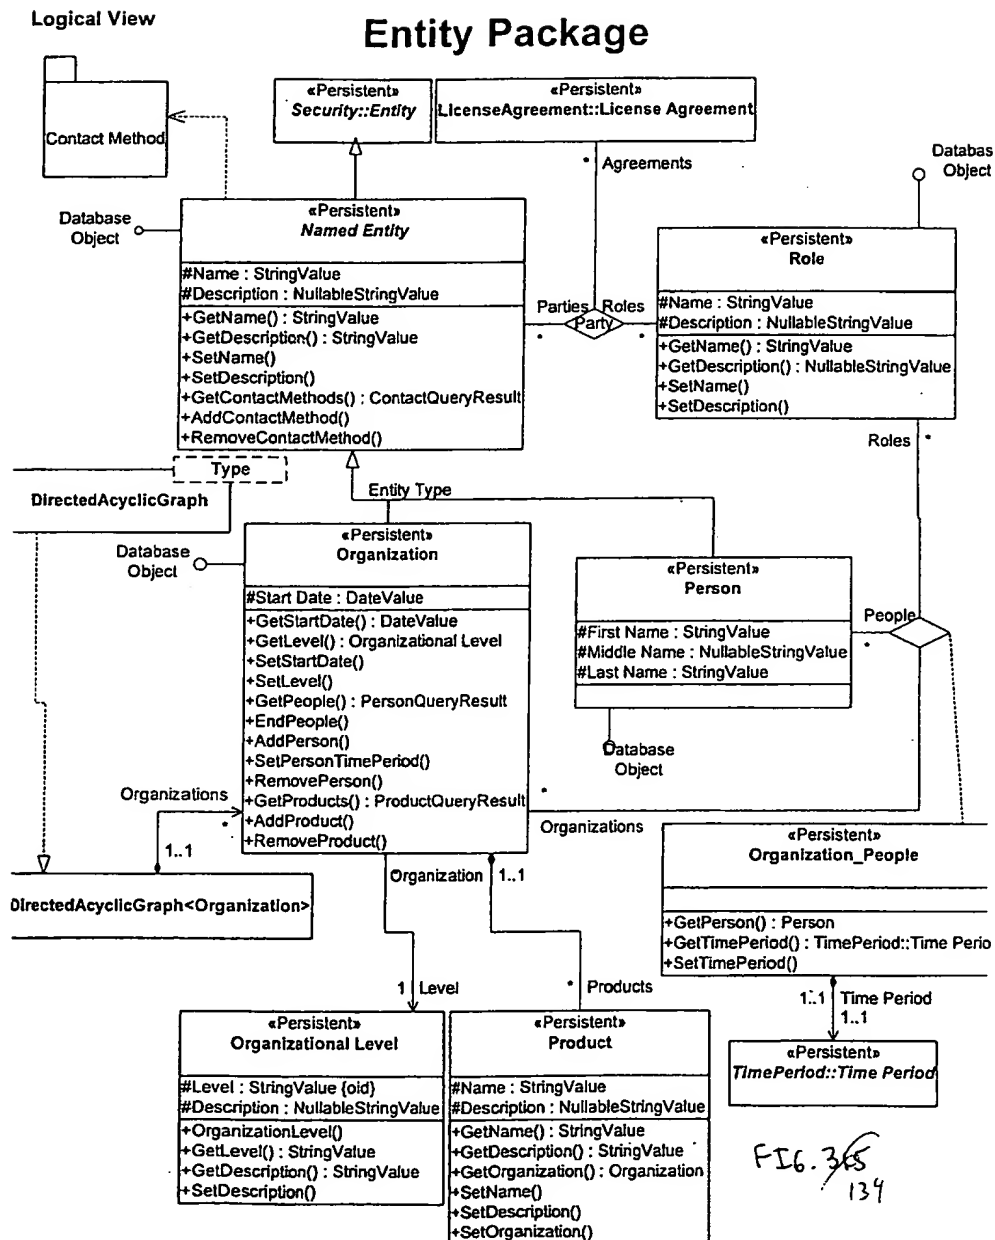 Logical View
Entity Package
Contact Method
«Persistent»
Security::Entity
«Persistent»
LicenseAgreement::License Agreement
*
Agreements
Databas
Object
Database
Object
«Persistent»
Named Entity
#Name : StringValue
#Description : NullableStringValue
+GetName() : StringValue
+GetDescription() : StringValue
+SetName()
+SetDescription()
+GetContactMethods() : ContactQueryResult
+AddContactMethod()
+RemoveContactMethod()
Parties
*
Party
Roles
*
«Persistent»
Role
#Name : StringValue
#Description : NullableStringValue
+GetName() : StringValue
+GetDescription() : NullableStringValue
+SetName()
+SetDescription()
Roles
*
Type
DirectedAcyclicGraph
Entity Type
Database
Object
«Persistent»
Organization
#Start Date : DateValue
+GetStartDate() : DateValue
+GetLevel() : Organizational Level
+SetStartDate()
+SetLevel()
+GetPeople() : PersonQueryResult
+EndPeople()
+AddPerson()
+SetPersonTimePeriod()
+RemovePerson()
+GetProducts() : ProductQueryResult
+AddProduct()
+RemoveProduct()
«Persistent»
Person
#First Name : StringValue
#Middle Name : NullableStringValue
#Last Name : StringValue
People
*
Database
Object
Organizations
*
1..1
*
Organizations
DirectedAcyclicGraph<Organization>
«Persistent»
Organization_People
+GetPerson() : Person
+GetTimePeriod() : TimePeriod::Time Perio
+SetTimePeriod()
Organization
1..1
1
Level
*
Products
1..1
Time Period
1..1
«Persistent»
Organizational Level
#Level : StringValue {oid}
#Description : NullableStringValue
+OrganizationLevel()
+GetLevel() : StringValue
+GetDescription() : StringValue
+SetDescription()
«Persistent»
Product
#Name : StringValue
#Description : NullableStringValue
+GetName() : StringValue
+GetDescription() : StringValue
+GetOrganization() : Organization
+SetName()
+SetDescription()
+SetOrganization()
«Persistent»
TimePeriod::Time Period
FIG.
134